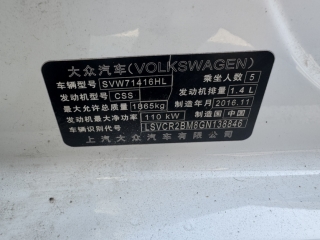 大众汽车(VOLKSWAGEN)
车辆型号 SVW71416HL 乘坐人数 5
发动机型号 CSS 发动机排量 1.4 L
最大允许总质量 1865kg 制造年月 2016.11
发动机最大净功率 110 kW 制造国 中国
车辆识别代号 LSVCR2BM8GN138846
上汽大众汽车有限公司